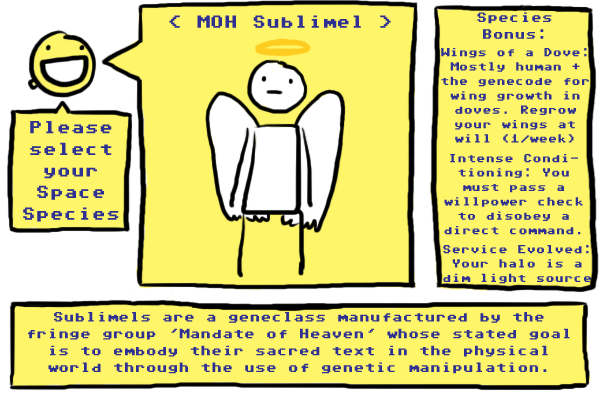 < MOH Sublimel >
Please
select
your
Space
Species
Species
Bonus:
Wings of a Dove:
Mostly human +
the genecode for
wing growth in
doves. Regrow
your wings at
will (1/week)
Intense Condi-
tioning: You
must pass a
willpower check
to disobey a
direct command.
Service Evolved:
Your halo is a
dim light source
Sublimels are a geneclass manufactured by the
fringe group 'Mandate of Heaven' whose stated goal
is to embody their sacred text in the physical
world through the use of genetic manipulation.